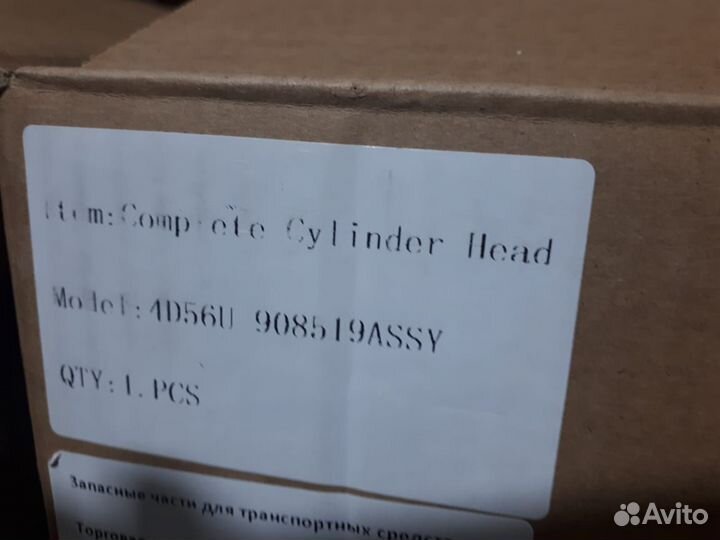 Item:Complete Cylinder Head
Model:4D56U 908519ASSY
QTY:1.PCS
Запасные части для транспортных средств
Avito